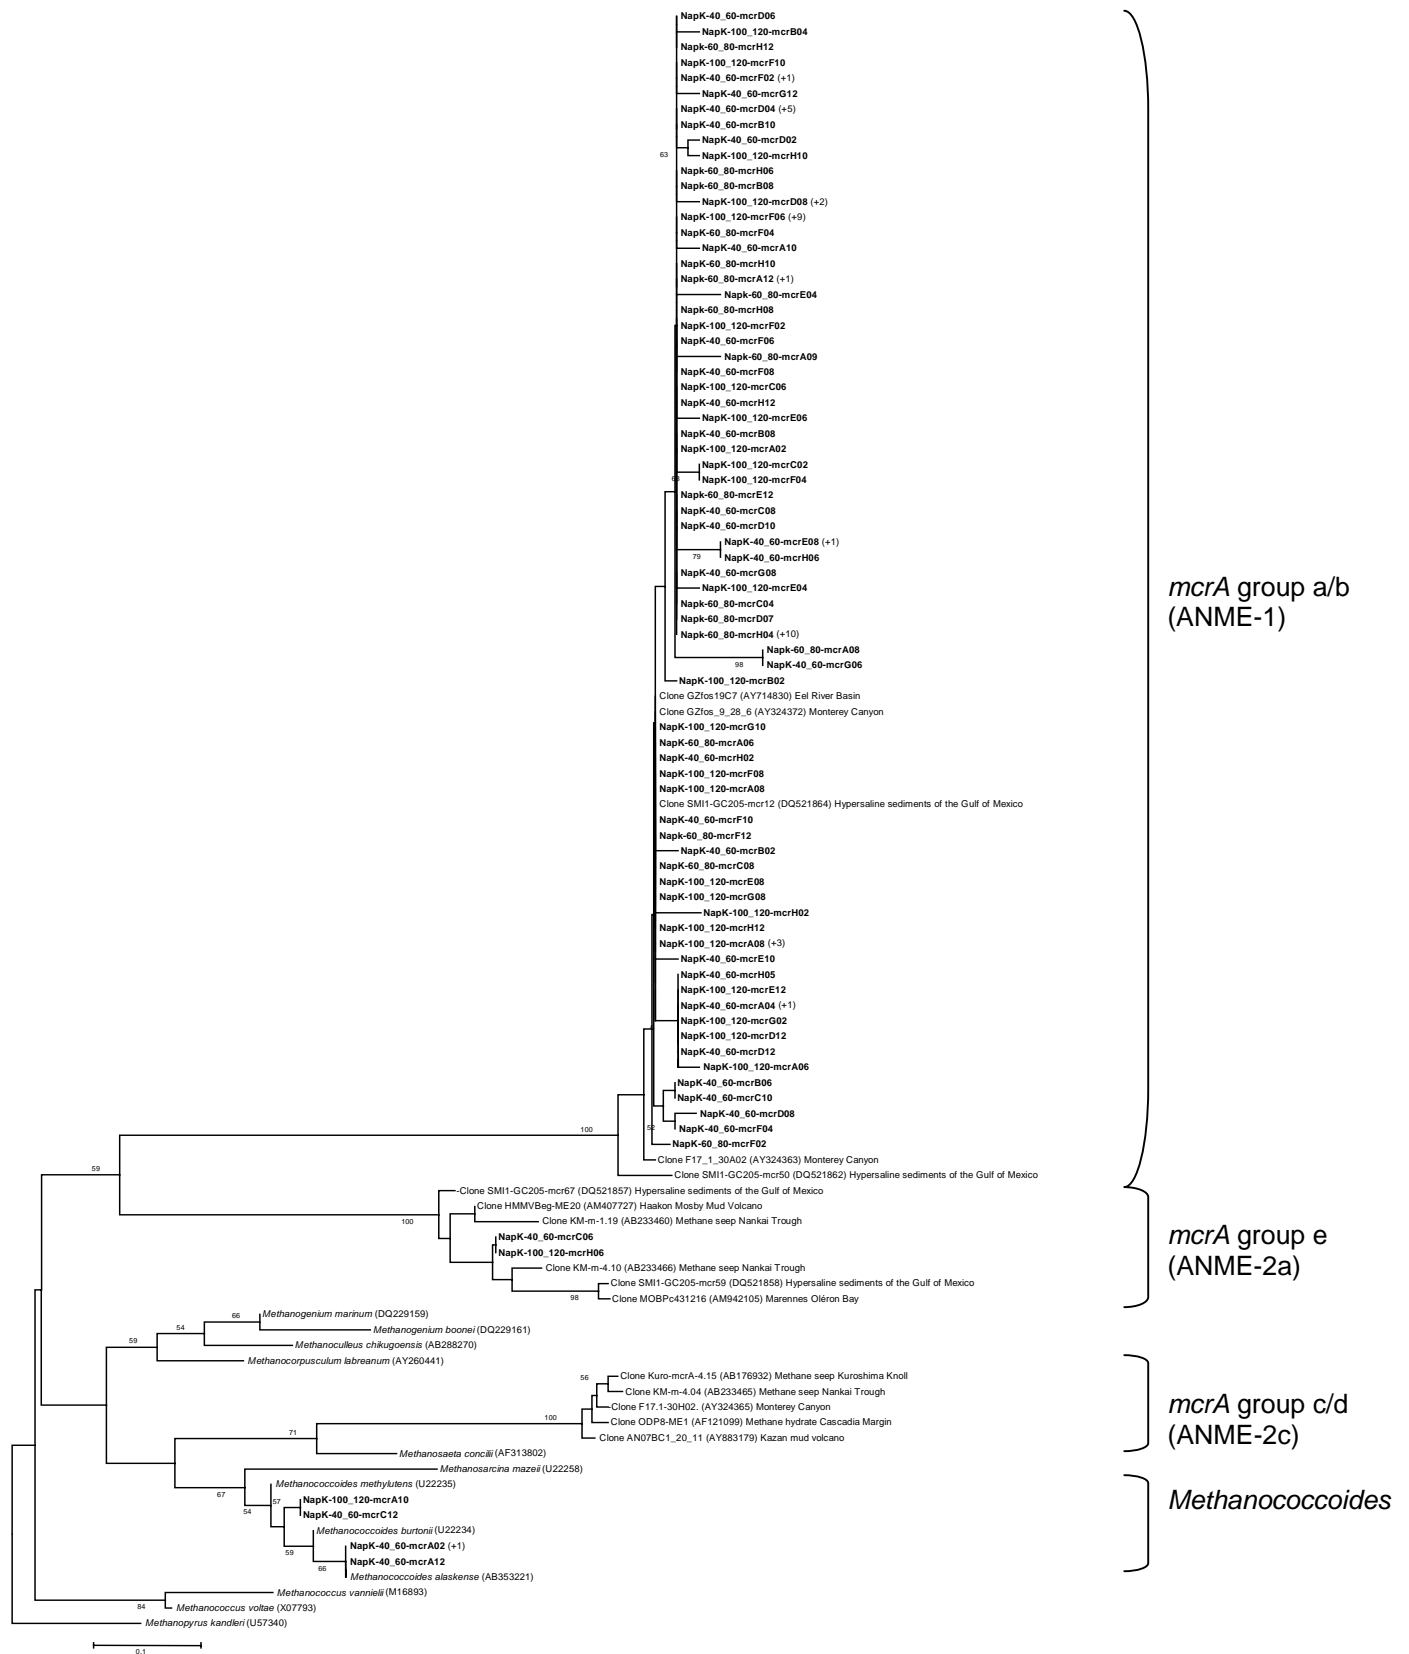 NapK-40_60-mcrD06
NapK-100_120-mcrB04
Napk-60_80-mcrH12
NapK-100_120-mcrF10
NapK-40_60-mcrF02 (+1)
NapK-40_60-mcrG12
NapK-40_60-mcrD04 (+5)
NapK-40_60-mcrB10
NapK-40_60-mcrD02
63
NapK-100_120-mcrH10
Napk-60_80-mcrH06
Napk-60_80-mcrB08
NapK-100_120-mcrD08 (+2)
NapK-100_120-mcrF06 (+9)
NapK-60_80-mcrF04
NapK-40_60-mcrA10
NapK-60_80-mcrH10
Napk-60_80-mcrA12 (+1)
Napk-60_80-mcrE04
Napk-60_80-mcrH08
NapK-100_120-mcrF02
NapK-40_60-mcrF06
Napk-60_80-mcrA09
NapK-40_60-mcrF08
NapK-100_120-mcrC06
NapK-40_60-mcrH12
NapK-100_120-mcrE06
NapK-40_60-mcrB08
NapK-100_120-mcrA02
NapK-100_120-mcrC02
NapK-100_120-mcrF04
Napk-60_80-mcrE12
NapK-40_60-mcrC08
NapK-40_60-mcrD10
NapK-40_60-mcrE08 (+1)
79
NapK-40_60-mcrH06
NapK-40_60-mcrG08
NapK-100_120-mcrE04
Napk-60_80-mcrC04
Napk-60_80-mcrD07
Napk-60_80-mcrH04 (+10)
Napk-60_80-mcrA08
98
NapK-40_60-mcrG06
NapK-100_120-mcrB02
Clone GZfos19C7 (AY714830) Eel River Basin
Clone GZfos_9_28_6 (AY324372) Monterey Canyon
NapK-100_120-mcrG10
NapK-60_80-mcrA06
NapK-40_60-mcrH02
NapK-100_120-mcrF08
NapK-100_120-mcrA08
Clone SMI1-GC205-mcr12 (DQ521864) Hypersaline sediments of the Gulf of Mexico
NapK-40_60-mcrF10
Napk-60_80-mcrF12
NapK-40_60-mcrB02
NapK-60_80-mcrC08
NapK-100_120-mcrE08
NapK-100_120-mcrG08
NapK-100_120-mcrH02
NapK-100_120-mcrH12
NapK-100_120-mcrA08 (+3)
NapK-40_60-mcrE10
NapK-40_60-mcrH05
NapK-100_120-mcrE12
NapK-40_60-mcrA04 (+1)
NapK-100_120-mcrG02
NapK-100_120-mcrD12
NapK-40_60-mcrD12
NapK-100_120-mcrA06
NapK-40_60-mcrB06
NapK-40_60-mcrC10
NapK-40_60-mcrD08
52
NapK-40_60-mcrF04
100
NapK-60_80-mcrF02
Clone F17_1_30A02 (AY324363) Monterey Canyon
59
Clone SMI1-GC205-mcr50 (DQ521862) Hypersaline sediments of the Gulf of Mexico
mcrA group a/b
(ANME-1)
Clone SMI1-GC205-mcr67 (DQ521857) Hypersaline sediments of the Gulf of Mexico
Clone HMMVBeg-ME20 (AM407727) Haakon Mosby Mud Volcano
100
Clone KM-m-1.19 (AB233460) Methane seep Nankai Trough
NapK-40_60-mcrC06
NapK-100_120-mcrH06
Clone KM-m-4.10 (AB233466) Methane seep Nankai Trough
Clone SMI1-GC205-mcr59 (DQ521858) Hypersaline sediments of the Gulf of Mexico
98
Clone MOBPc431216 (AM942105) Marennes Oléron Bay
mcrA group e
(ANME-2a)
Methanogenium marinum (DQ229159)
66
54
Methanogenium boonei (DQ229161)
59
Methanoculleus chikugoensis (AB288270)
Methanocorpusculum labreanum (AY260441)
56
Clone Kuro-mcrA-4.15 (AB176932) Methane seep Kuroshima Knoll
Clone KM-m-4.04 (AB233465) Methane seep Nankai Trough
Clone F17.1-30H02. (AY324365) Monterey Canyon
100
Clone ODP8-ME1 (AF121099) Methane hydrate Cascadia Margin
71
Clone AN07BC1_20_11 (AY883179) Kazan mud volcano
mcrA group c/d
(ANME-2c)
Methanosaeta concilii (AF313802)
Methanosarcina mazeii (U22258)
67
Methanococcoides methylutens (U22235)
57
NapK-100_120-mcrA10
54
NapK-40_60-mcrC12
Methanococcoides burtonii (U22234)
59
NapK-40_60-mcrA02 (+1)
66
NapK-40_60-mcrA12
Methanococcoides alaskense (AB353221)
Methanococcoides
Methanococcus vannielii (M16893)
84
Methanococcus voltae (X07793)
Methanopyrus kandleri (U57340)
0.1